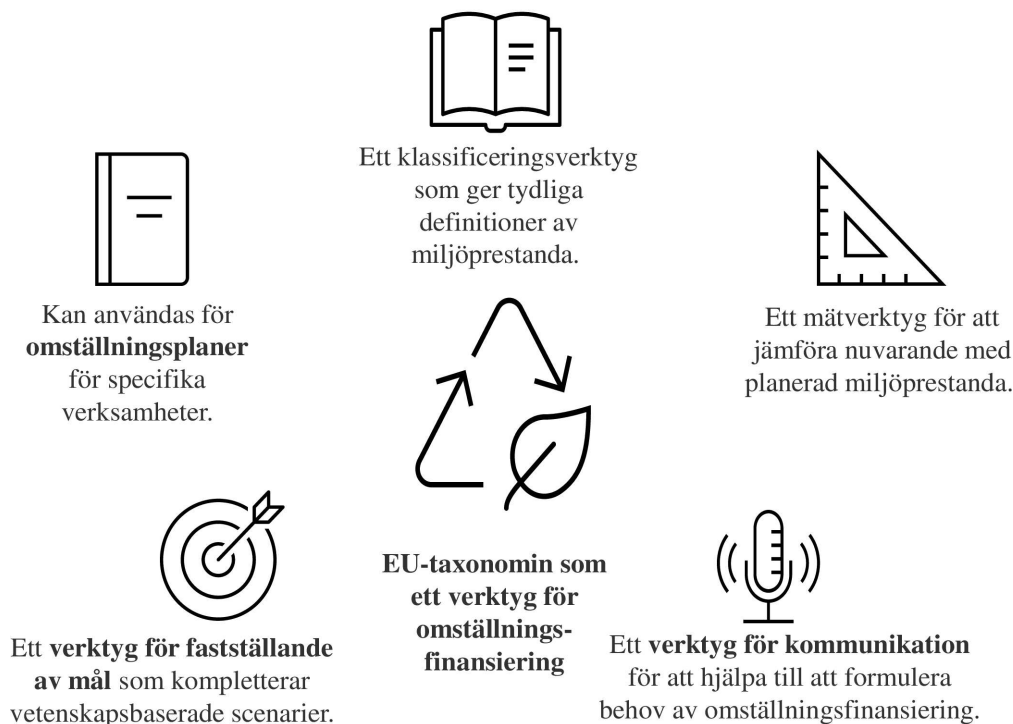 Ett klassificeringsverktyg
som ger tydliga
definitioner av
miljöprestanda.
Kan användas för
omställningsplaner
för specifika
verksamheter.
Ett mätverktyg för att
jämföra nuvarande med
planerad miljöprestanda.
EU-taxonomin som
ett verktyg för
omställnings-
finansiering
Ett verktyg för fastställande
av mål som kompletterar
vetenskapsbaserade scenarier.
Ett verktyg för kommunikation
för att hjälpa till att formulera
behov av omställningsfinansiering.